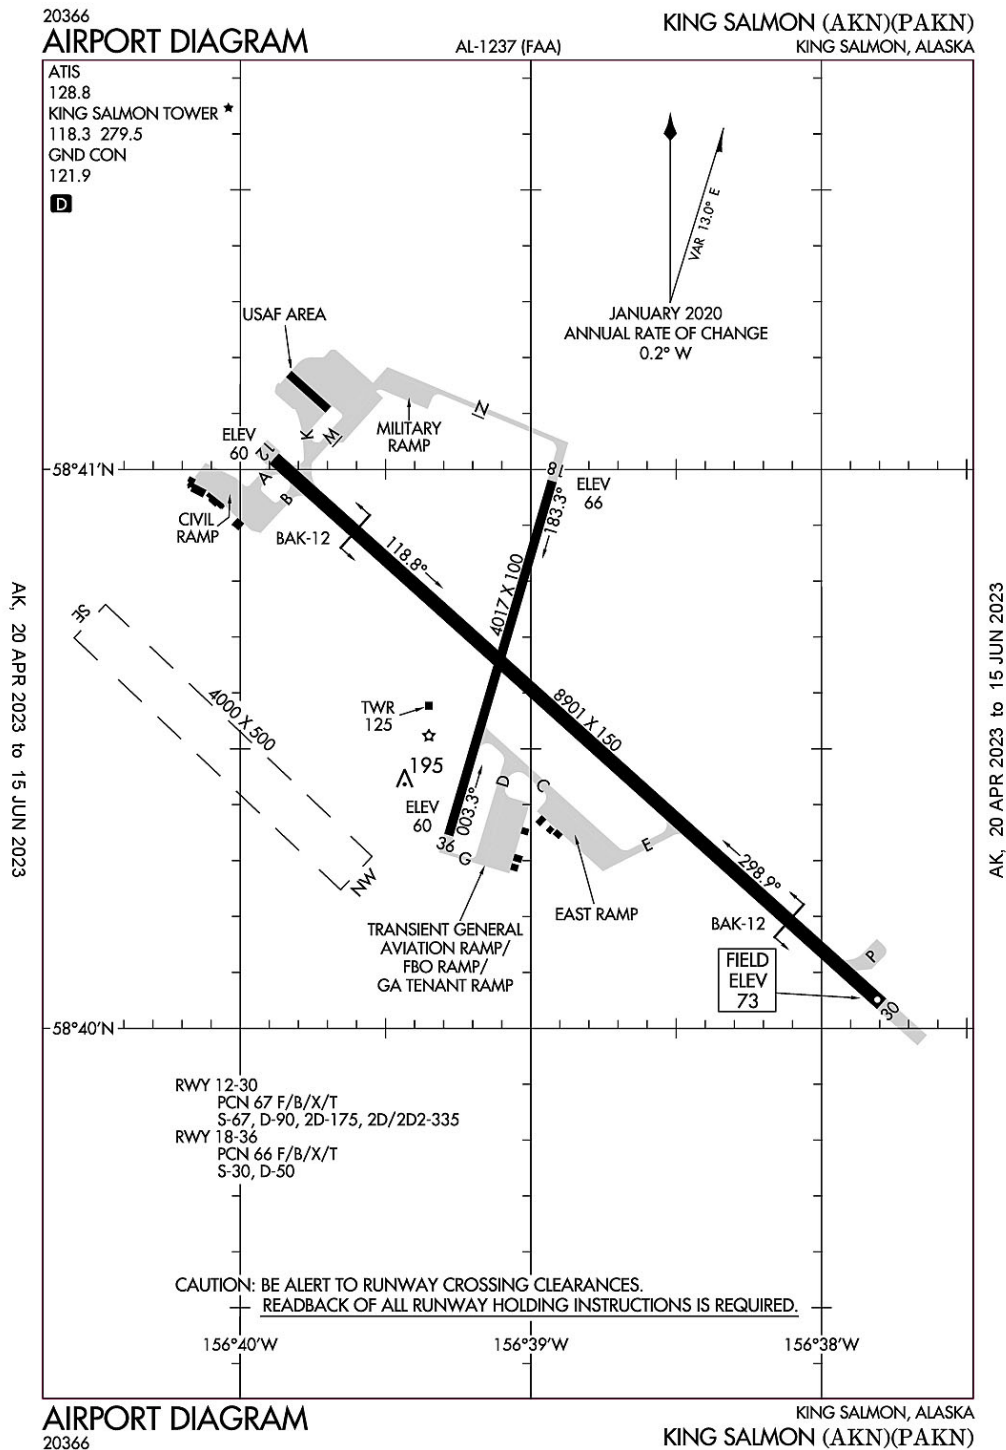 20366
AIRPORT DIAGRAM
AL-1237 (FAA)
KING SALMON (AKN)(PAKN)
KING SALMON, ALASKA
ATIS
128.8
KING SALMON TOWER
118.3 279.5
GND CON
121.9
D
VAR 13.0° E
JANUARY 2020
ANNUAL RATE OF CHANGE
0.2° W
USAF AREA
MILITARY
RAMP
IZ
K
M
ELEV
60
12
A
B
58°41'N
CIVIL
RAMP
BAK-12
118.8°
18
ELEV
66
183.3°
4017 X 100
8901 X 150
SE
4000 X 500
NW
TWR
125
195
ELEV
60
36
003.3°
D
C
G
E
EAST RAMP
TRANSIENT GENERAL
AVIATION RAMP/
FBO RAMP/
GA TENANT RAMP
298.9°
BAK-12
P
FIELD
ELEV
73
30
58°40'N
RWY 12-30
PCN 67 F/B/X/T
S-67, D-90, 2D-175, 2D/2D2-335
RWY 18-36
PCN 66 F/B/X/T
S-30, D-50
CAUTION: BE ALERT TO RUNWAY CROSSING CLEARANCES.
READBACK OF ALL RUNWAY HOLDING INSTRUCTIONS IS REQUIRED.
156°40'W
156°39'W
156°38'W
AK, 20 APR 2023 to 15 JUN 2023
AK, 20 APR 2023 to 15 JUN 2023
AIRPORT DIAGRAM
20366
KING SALMON, ALASKA
KING SALMON (AKN)(PAKN)